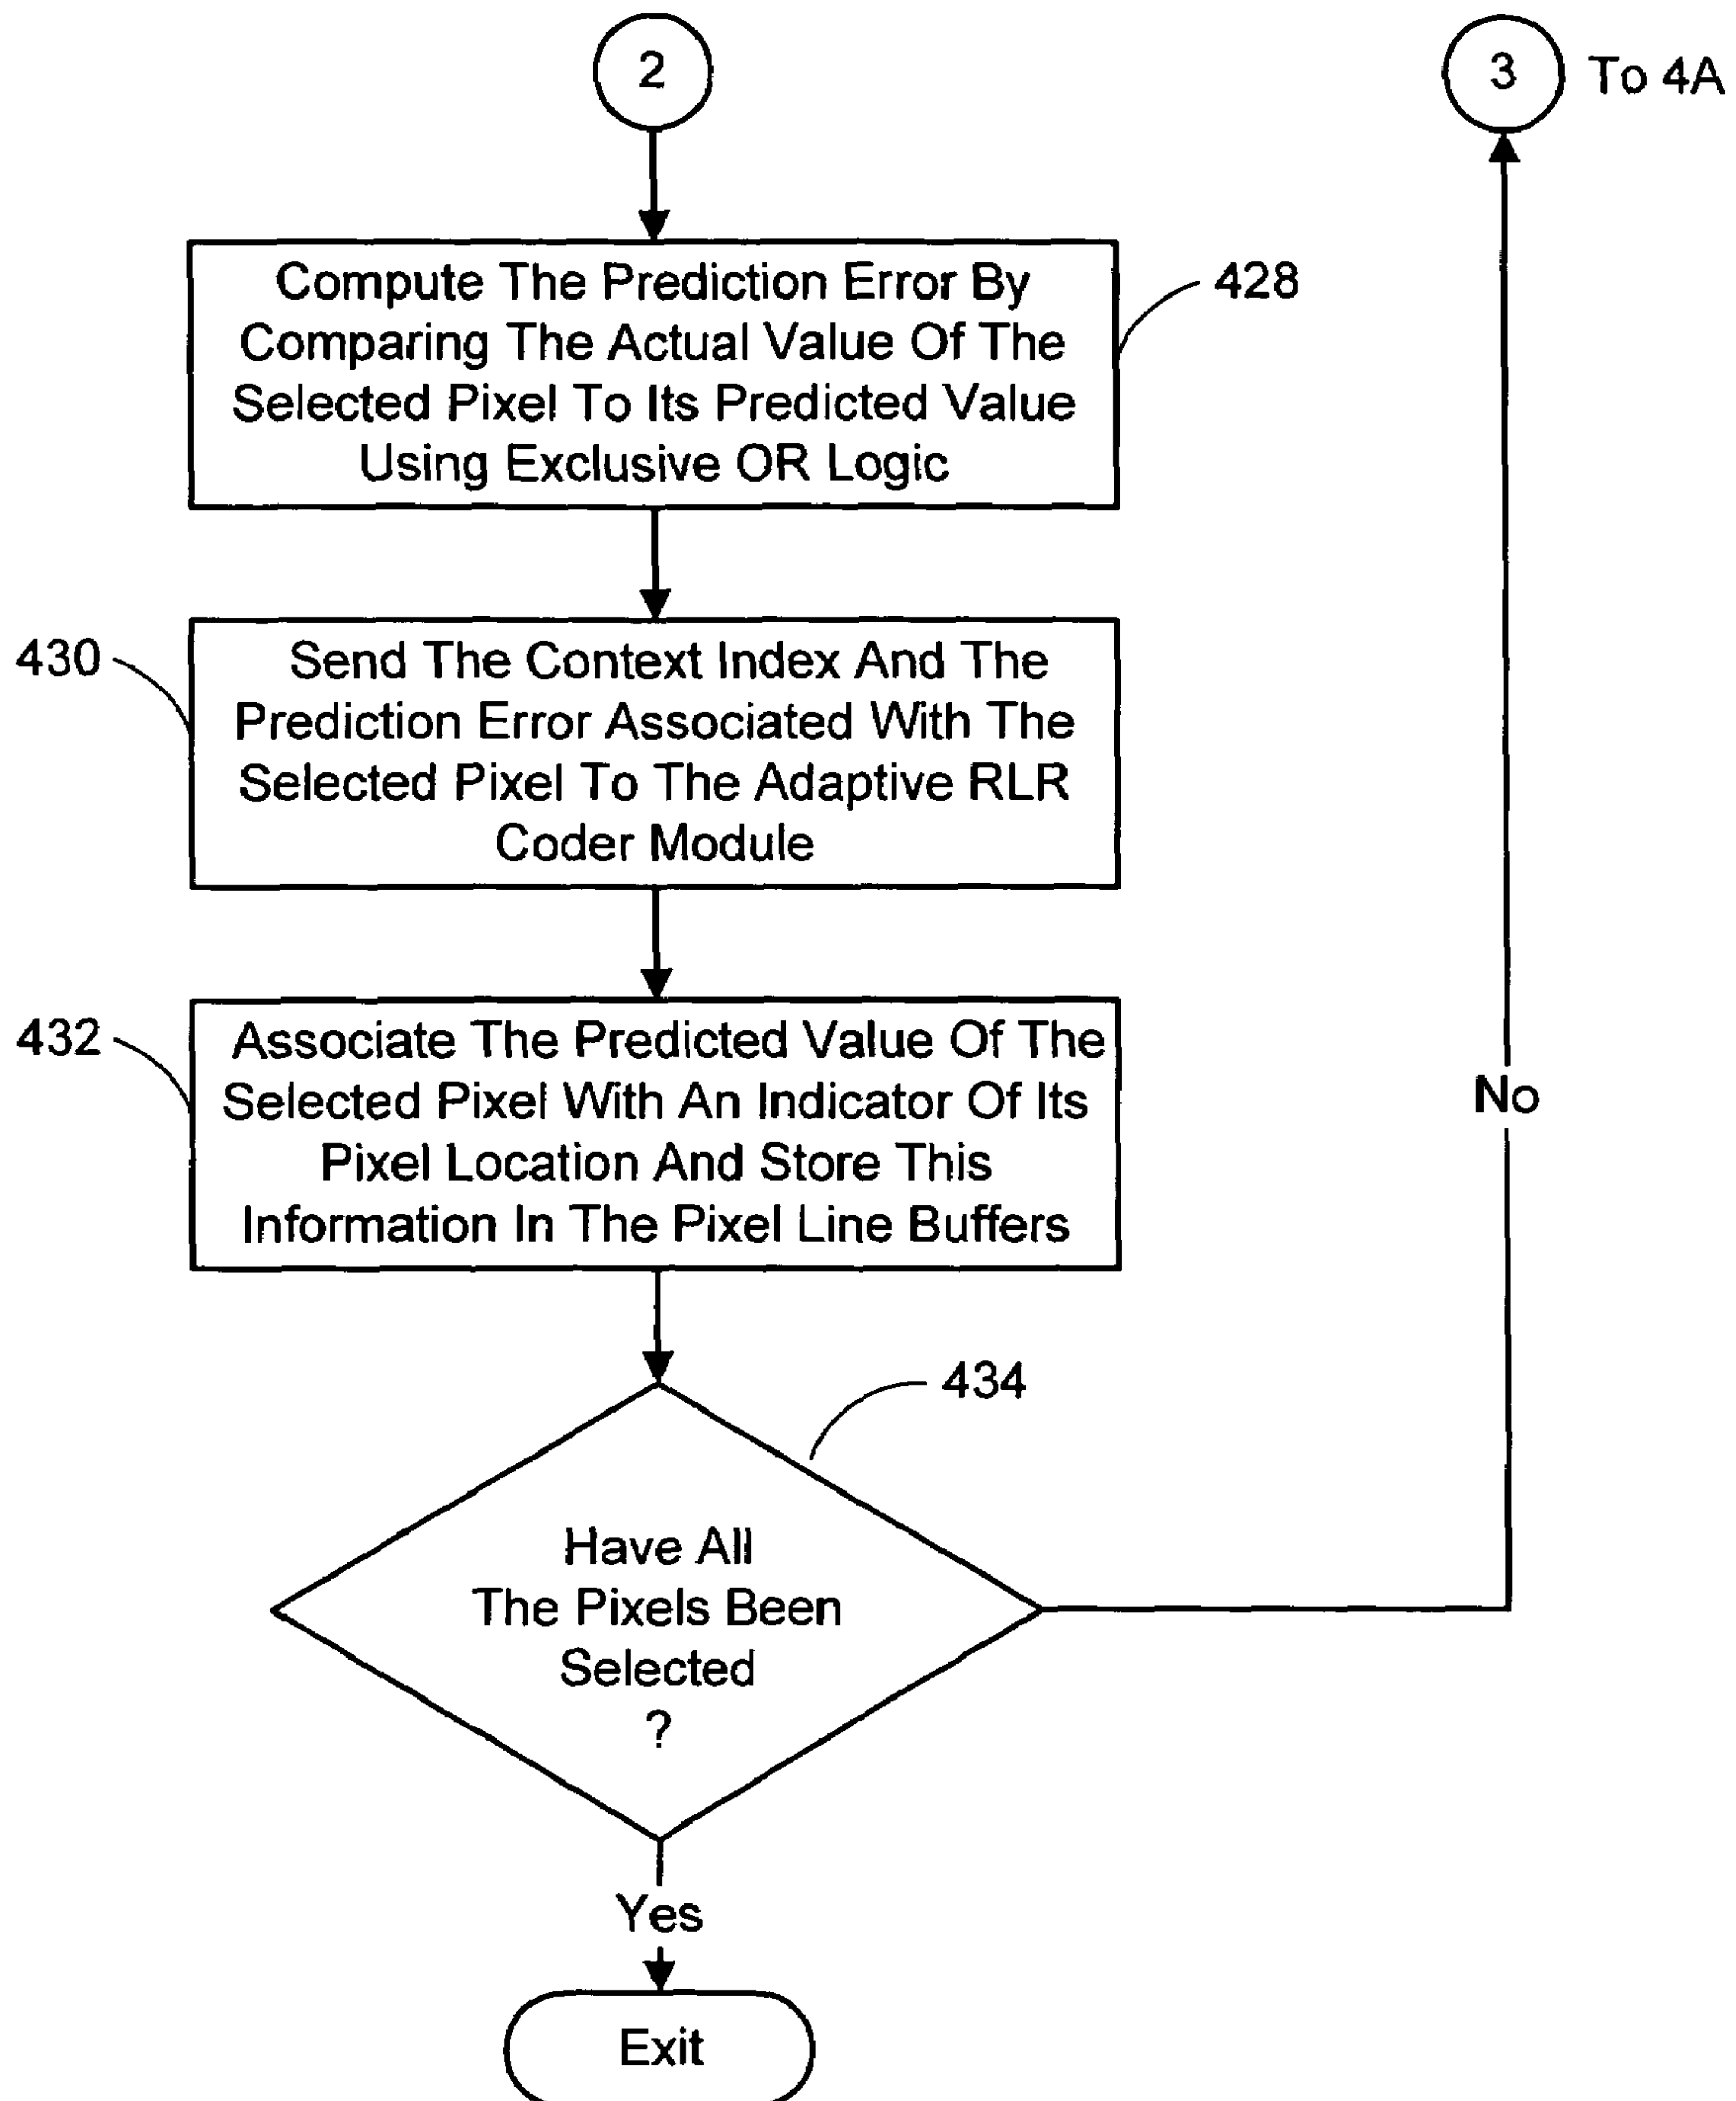 2
3 To 4A
Compute The Prediction Error By
Comparing The Actual Value Of The
Selected Pixel To Its Predicted Value
Using Exclusive OR Logic
428
430
Send The Context Index And The
Prediction Error Associated With The
Selected Pixel To The Adaptive RLR
Coder Module
432
Associate The Predicted Value Of The
Selected Pixel With An Indicator Of Its
Pixel Location And Store This
Information In The Pixel Line Buffers
No
434
Have All
The Pixels Been
Selected
?
Yes
Exit